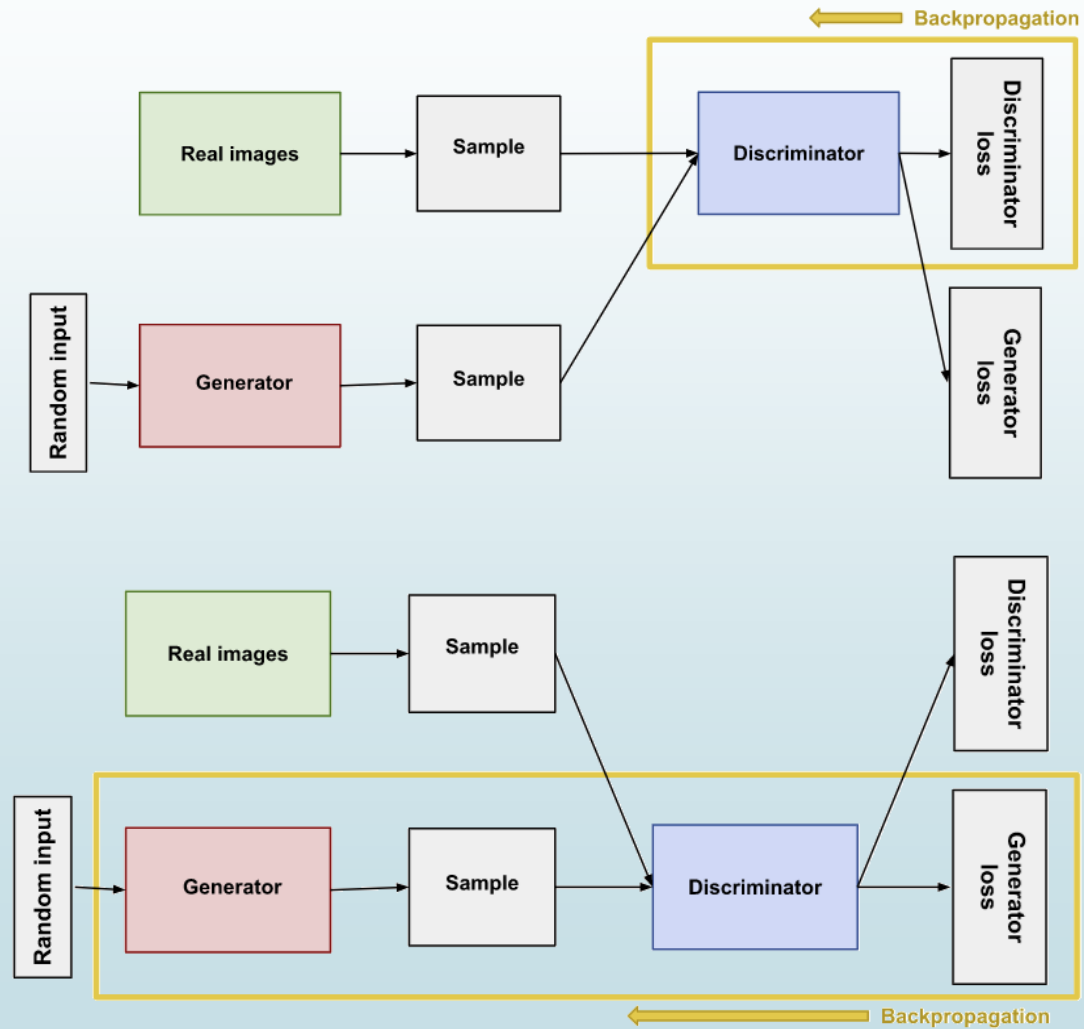 Backpropagation
Real images
Sample
Discriminator
Discriminator
loss
Random input
Generator
Sample
Generator
loss
Real images
Sample
Discriminator
loss
Random input
Generator
Sample
Discriminator
Generator
loss
Backpropagation